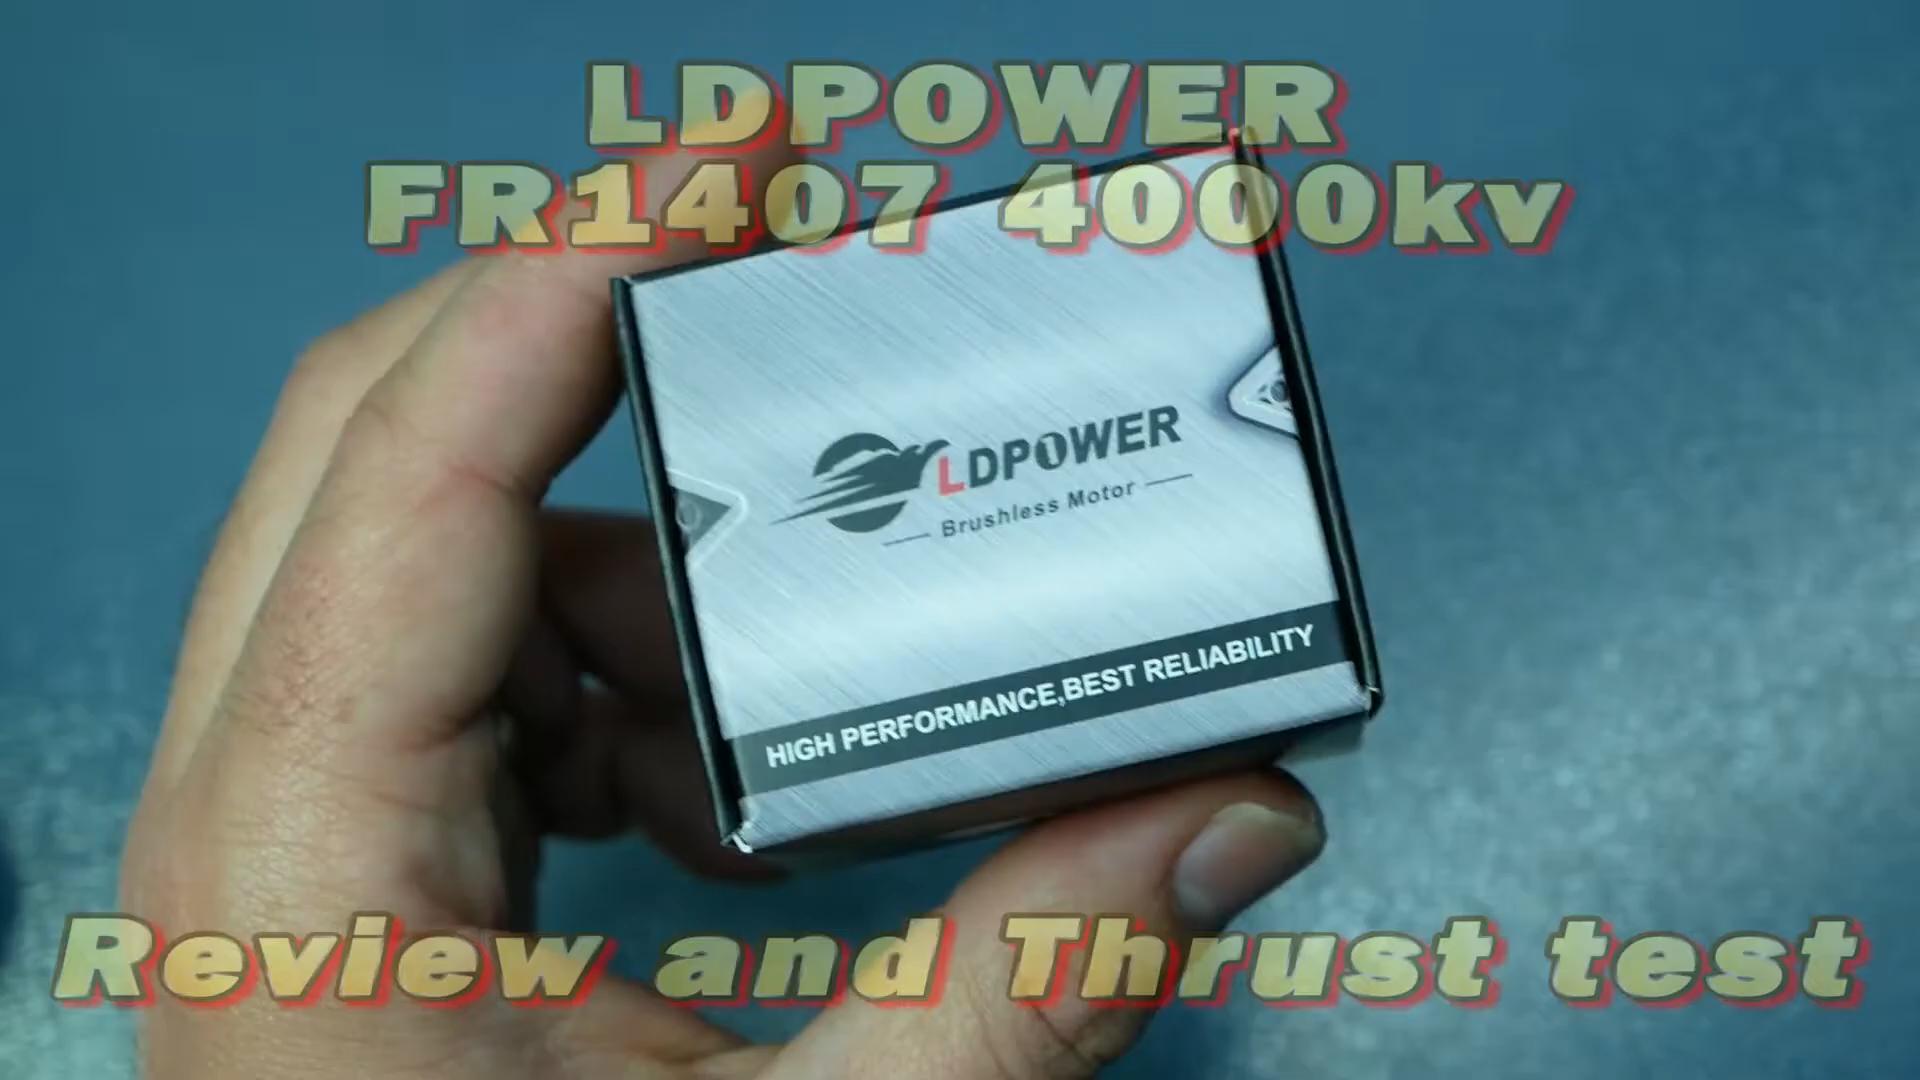 LDPOWER
FR1407 4000kv
LDPOWER
Brushless Motor
HIGH PERFORMANCE,BEST RELIABILITY
Review and Thrust test